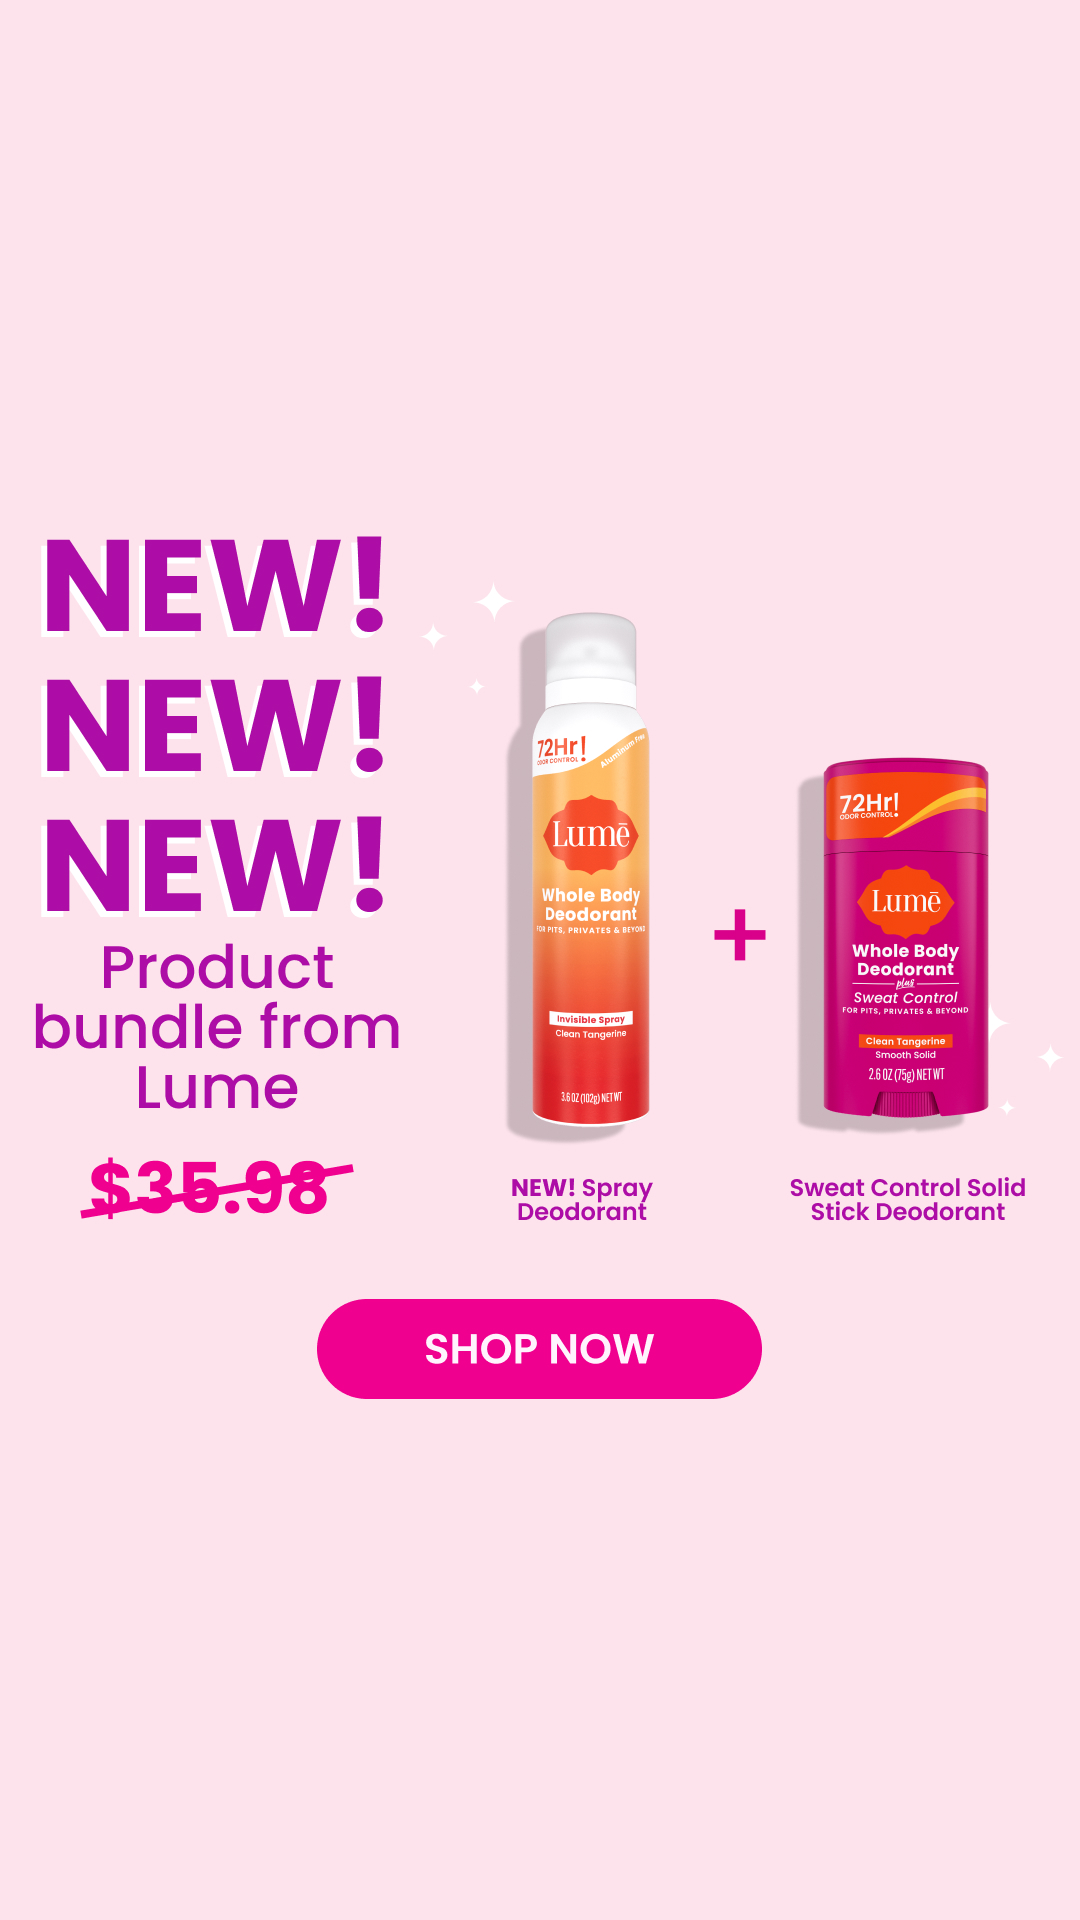 NEW!
NEW!
NEW!
Product
bundle from
Lume
$35.98
72Hr!
ODOR CONTROL
Aluminum Free
Lumē
Whole Body
Deodorant
FOR PITS, PRIVATES & BEYOND
Invisible Spray
Clean Tangerine
3.6 OZ (102g) NET WT
NEW! Spray
Deodorant
+
72Hr!
ODOR CONTROL
Lumē
Whole Body
Deodorant
plus
Sweat Control
FOR PITS, PRIVATES & BEYOND
Clean Tangerine
Smooth Solid
2.6 OZ (75g) NET WT
Sweat Control Solid
Stick Deodorant
SHOP NOW